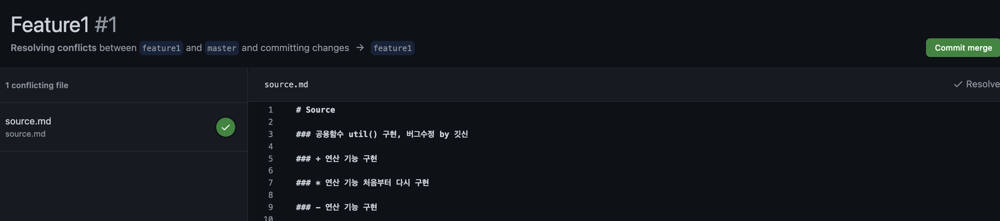 Feature1 #1
Resolving conflicts between feature1 and master and committing changes → feature1
Commit merge
1 conflicting file
source.md
source.md
source.md
✓ Resolve
1 # Source
2
3 ### 공용함수 util() 구현, 버그수정 by 깃신
4
5 ### + 연산 기능 구현
6
7 ### * 연산 기능 처음부터 다시 구현
8
9 ### - 연산 기능 구현
10